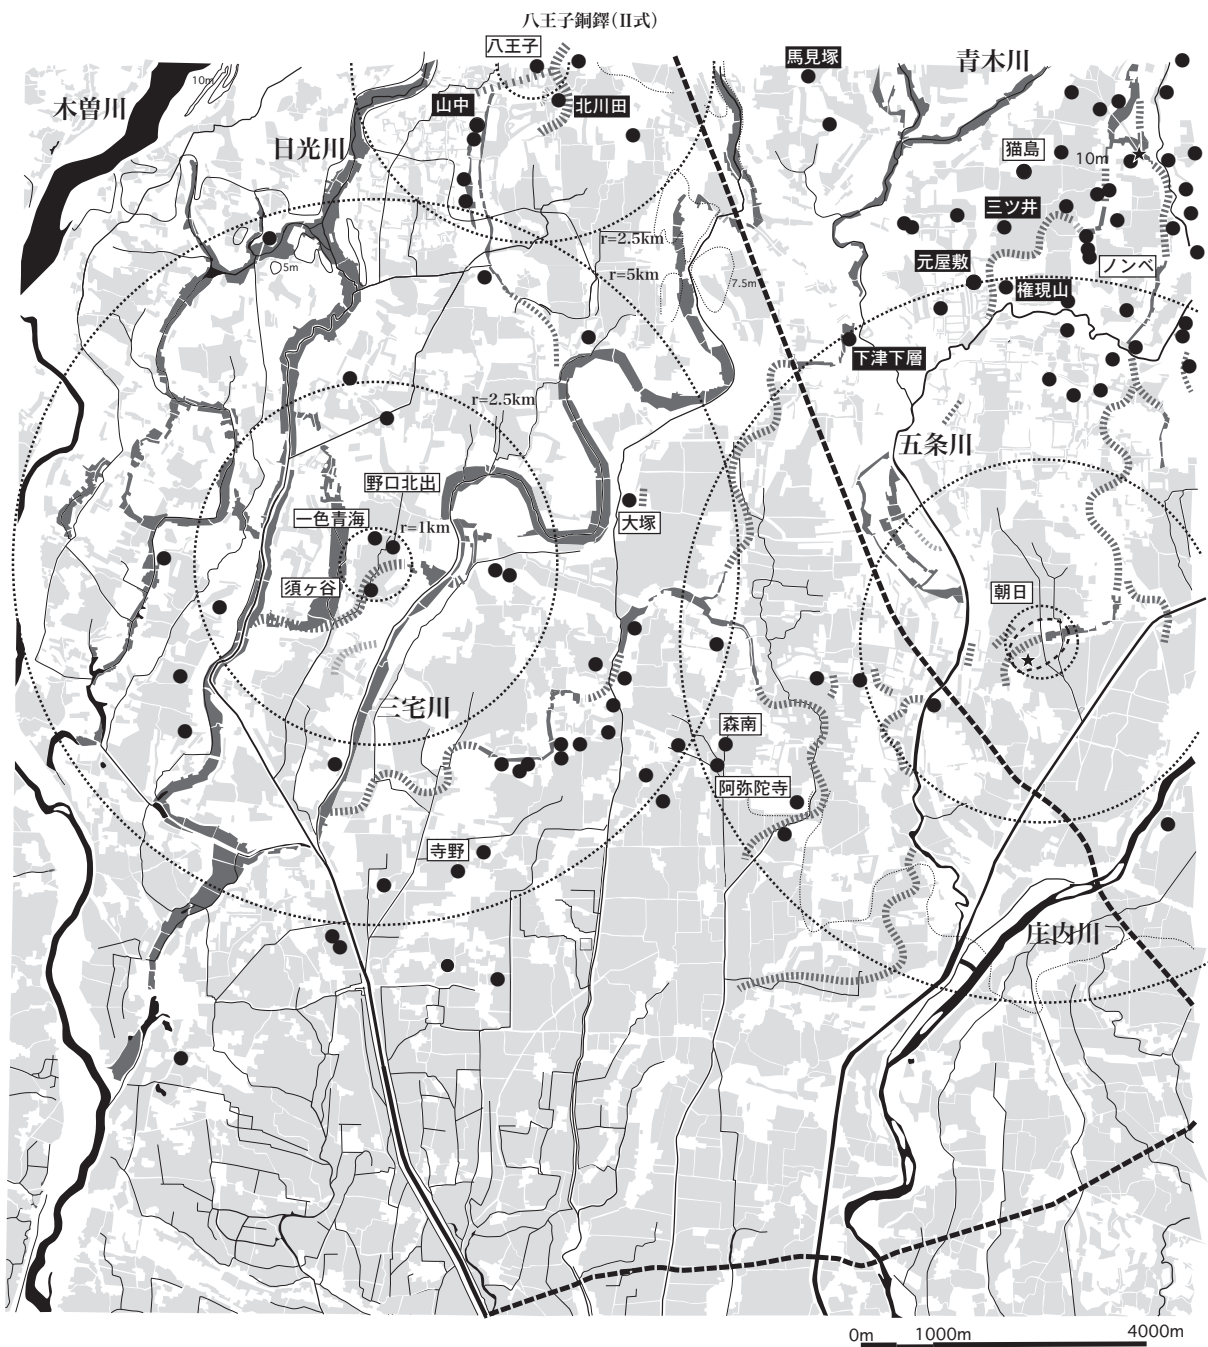 八王子銅鐸(Ⅱ式)
八王子
馬見塚
青木川
10m
木曽川
山中
北川田
日光川
猫島
10m
三ツ井
r=2.5km
元屋敷
ノンベ
5m
r=5km
7.5m
権現山
下津下層
r=2.5km
五条川
野口北出
一色青海
r=1km
大塚
須ヶ谷
朝日
三宅川
森南
阿弥陀寺
寺野
庄内川
0m
1000m
4000m